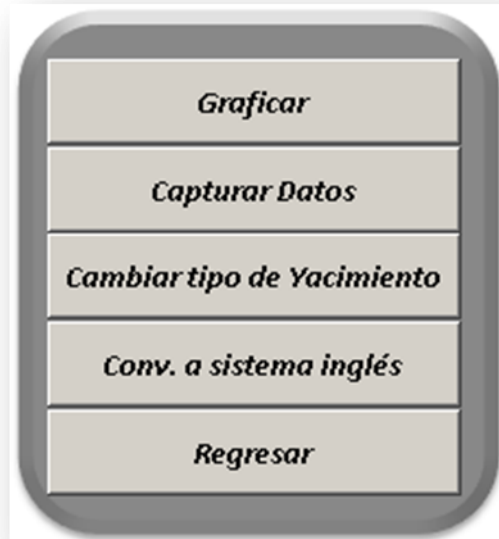 Graficar
Capturar Datos
Cambiar tipo de Yacimiento
Conv. a sistema inglés
Regresar